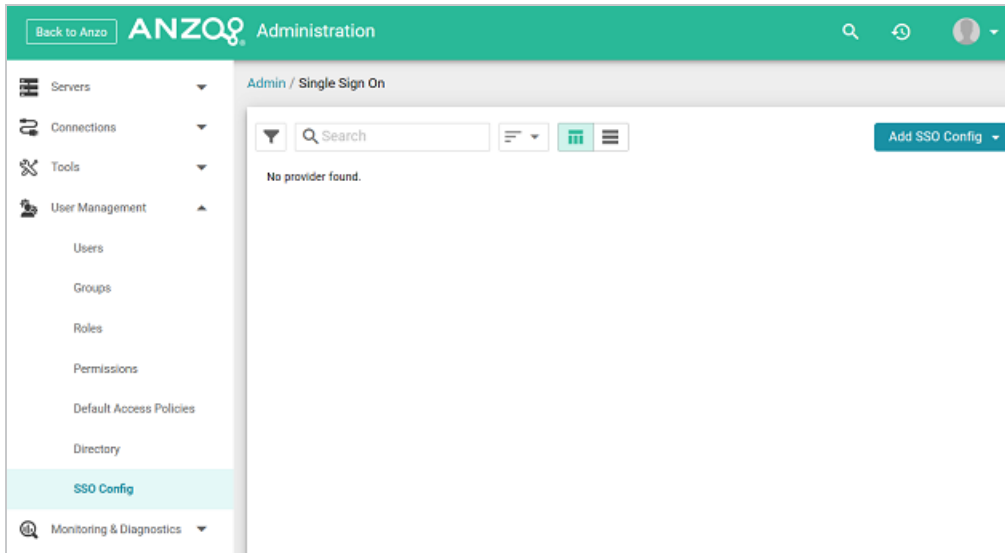 Back to Anzo ANZO Administration
Servers
Connections
Tools
User Management
Users
Groups
Roles
Permissions
Default Access Policies
Directory
SSO Config
Monitoring & Diagnostics
Admin / Single Sign On
Search
Add SSO Config
No provider found.